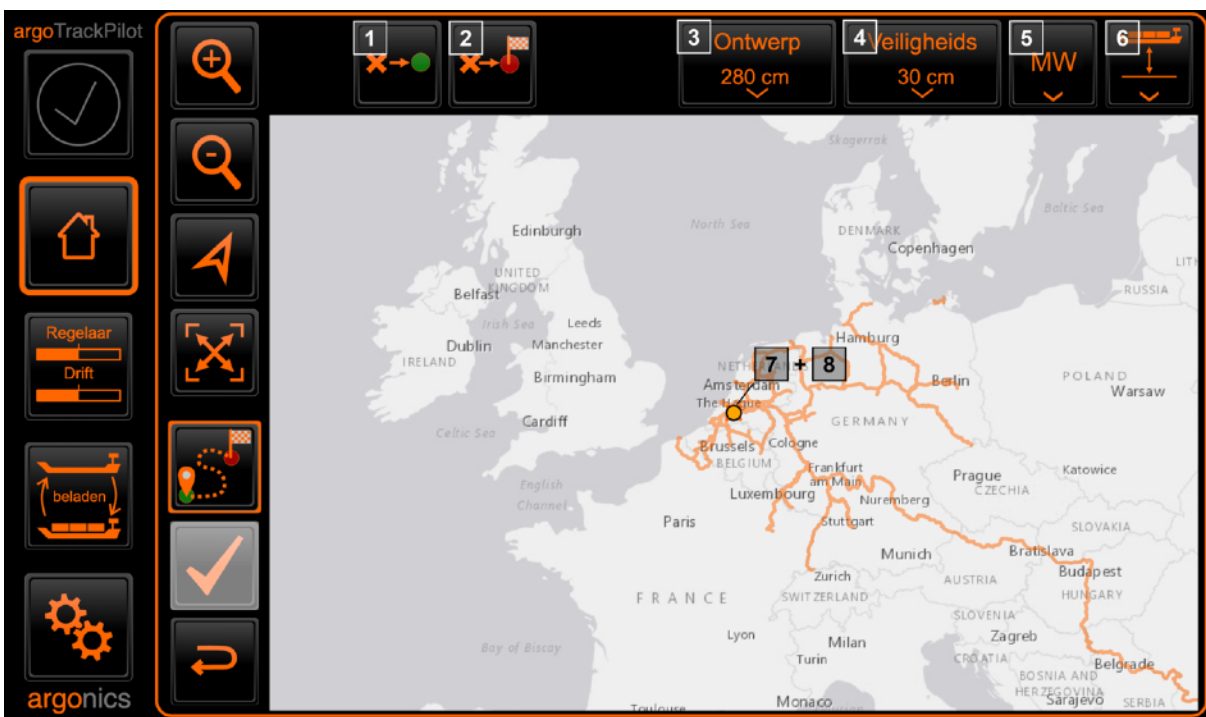 argoTrackPilot
1
2
3
Ontwerp
280 cm
4
Veiligheids
30 cm
5
MW
6
Regelaar
Drift
beladen
argonics
Skagerrak
North Sea
Baltic Sea
Edinburgh
DENMARK
Copenhagen
UNITED
KINGDOM
Belfast
RUSSIA
Irish Sea
Leeds
Dublin
Manchester
IRELAND
Hamburg
7 + 8
Birmingham
Amsterdam
Berlin
POLAND
Warsaw
The Hague
Cardiff
Celtic Sea
GERMANY
Brussels
Cologne
BELGIUM
Frankfurt
am Main
Prague
Katowice
CZECHIA
English
Channel
Luxembourg
Nuremberg
Paris
Stuttgart
SLOVAKIA
Munich
Bratislava
Zurich
Budapest
AUSTRIA
FRANCE
SWITZERLAND
HUNGARY
SLOVENIA
Lyon
Milan
Zagreb
Bay of Biscay
Turin
CROATIA
Belgrade
BOSNIA AND
HERZEGOVINA
Monaco
Sarajevo
SERBIA
Toulouse